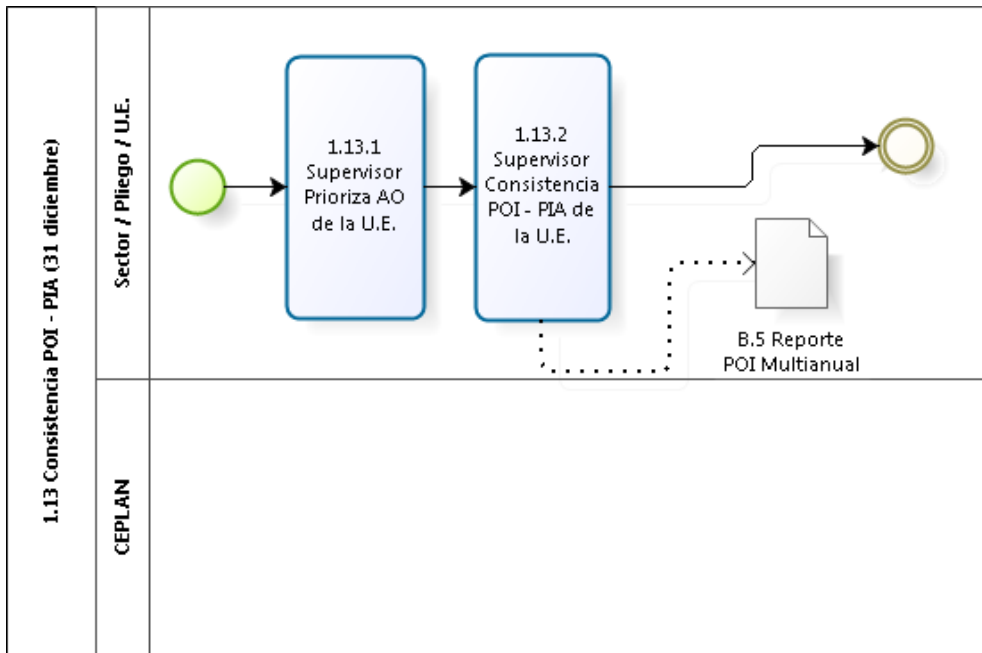 1.13 Consistencia POI - PIA (31 diciembre)
Sector / Pliego / U.E.
1.13.1
Supervisor
Prioriza AO
de la U.E.
1.13.2
Supervisor
Consistencia
POI - PIA de
la U.E.
B.5 Reporte
POI Multianual
CEPLAN